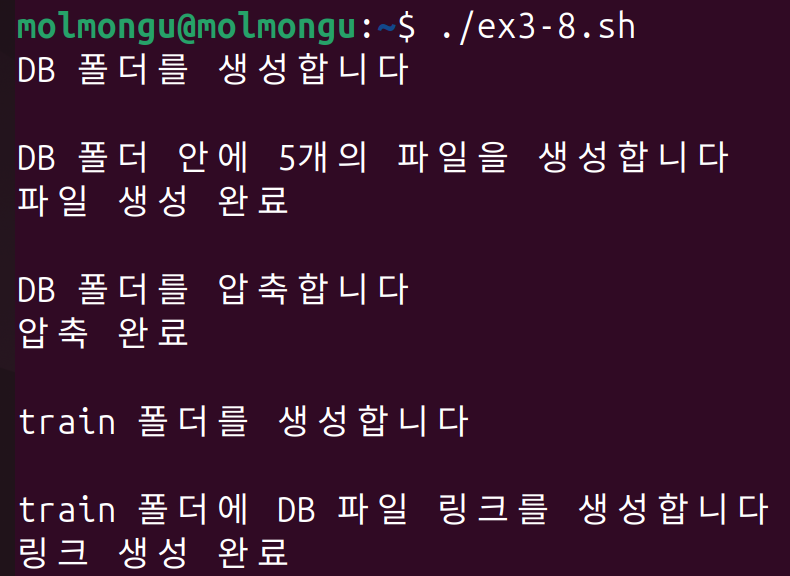 molmongu@molmongu:~$ ./ex3-8.sh
DB 폴더를 생성합니다
DB 폴더 안에 5개의 파일을 생성합니다
파일 생성 완료
DB 폴더를 압축합니다
압축 완료
train 폴더를 생성합니다
train 폴더에 DB 파일 링크를 생성합니다
링크 생성 완료